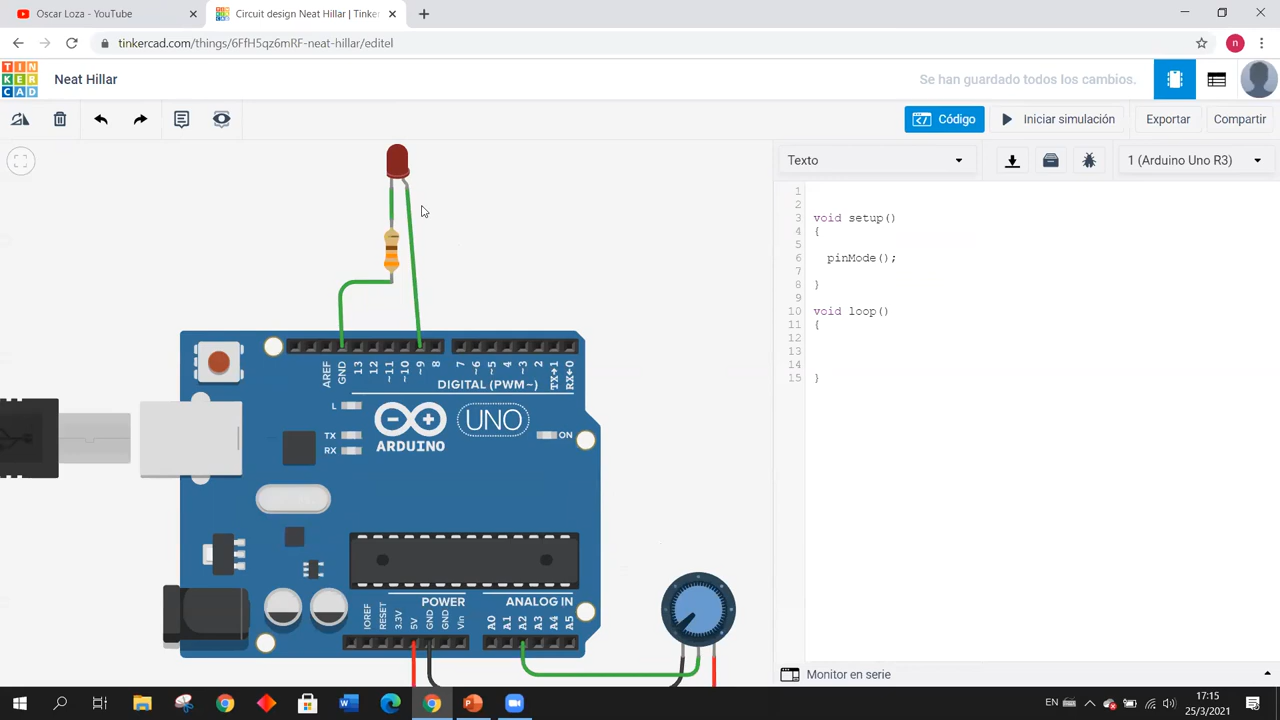 Oscar Loza - YouTube
Circuit design Neat Hillar | Tinker
tinkercad.com/things/6FfH5qz6mRF-neat-hillar/editel
n
TIN
KER
CAD
Neat Hillar
Se han guardado todos los cambios.
Código
Iniciar simulación
Exportar
Compartir
Texto
1 (Arduino Uno R3)
1
2
3 void setup()
4 {
5
6 pinMode();
7
8 }
9
10 void loop()
11 {
12
13
14
15 }
AREF
GND
13
12
~11
~10
~9
8
7
~6
~5
4
~3
2
TX→1
RX←0
DIGITAL (PWM~)
L
TX
RX
ARDUINO
UNO
ON
POWER
ANALOG IN
IOREF
RESET
3.3V
5V
GND
GND
Vin
A0
A1
A2
A3
A4
A5
Monitor en serie
EN
17:15
25/3/2021